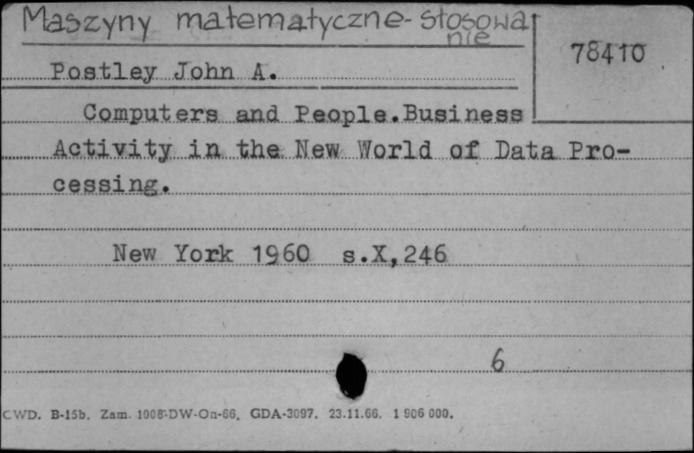 Maszyny matematyczne-stosowa
nie
78410
Postley John A.
Computers and People.Business
Activity in the New World of Data Pro-
cessing.
New York 1960 s.X,246
6
CWD. B-15b. Zam. 1008-DW-On-66. GDA-3097. 23.11.66. 1 906 000.